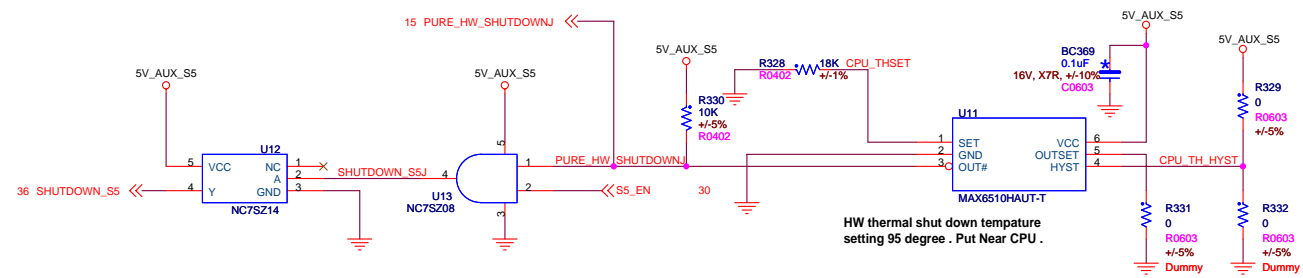 15 PURE_HW_SHUTDOWNJ
5V_AUX_S5
5V_AUX_S5
5V_AUX_S5
5V_AUX_S5
5V_AUX_S5
R328
R0402
18K
+/-1%
CPU_THSET
BC369
0.1uF
16V, X7R, +/-10%
C0603
R330
10K
+/-5%
R0402
R329
0
R0603
+/-5%
U12
5 VCC
4 Y
NC 1
A 2
GND 3
NC7SZ14
36 SHUTDOWN_S5
SHUTDOWN_S5J
5
4
1
2
3
U13
NC7SZ08
PURE_HW_SHUTDOWNJ
S5_EN 30
U11
1 SET
2 GND
3 OUT#
VCC 6
OUTSET 5
HYST 4
MAX6510HAUT-T
CPU_TH_HYST
HW thermal shut down tempature
setting 95 degree . Put Near CPU .
R331
0
R0603
+/-5%
Dummy
R332
0
R0603
+/-5%
Dummy